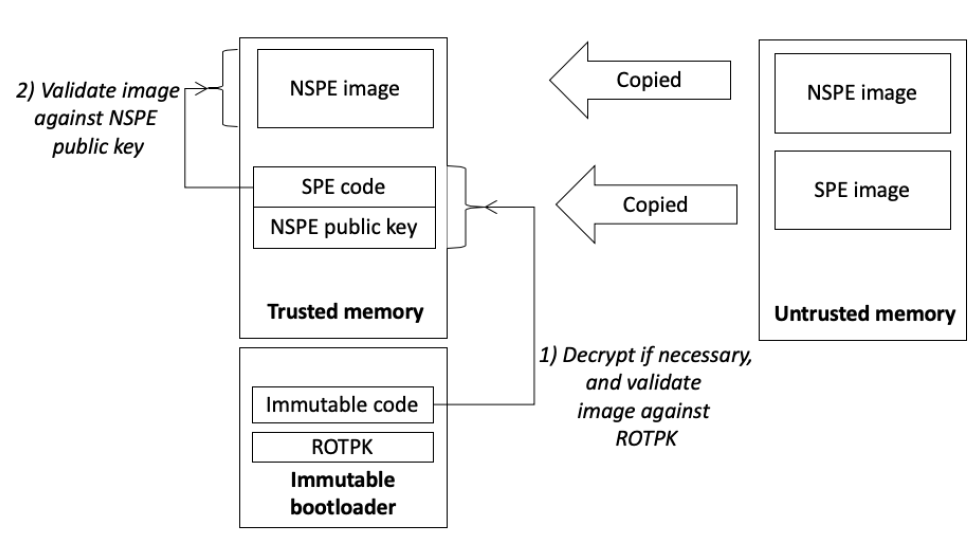 2) Validate image
against NSPE
public key
NSPE image
SPE code
NSPE public key
Trusted memory
Copied
Copied
NSPE image
SPE image
Untrusted memory
1) Decrypt if necessary,
and validate
image against
ROTPK
Immutable code
ROTPK
Immutable
bootloader